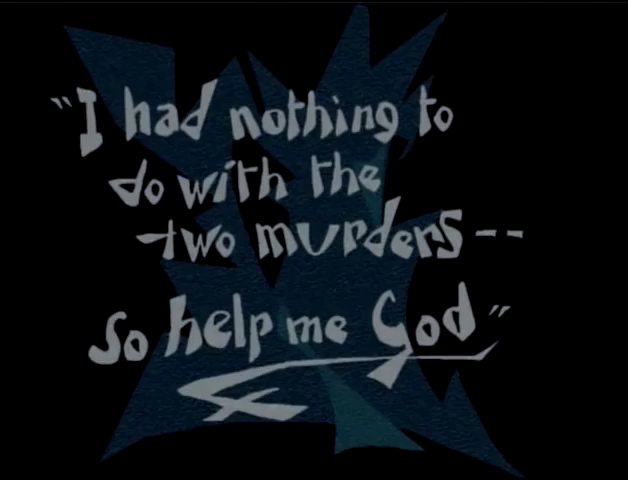 "I had nothing to
do with the
two murders--
so help me God"